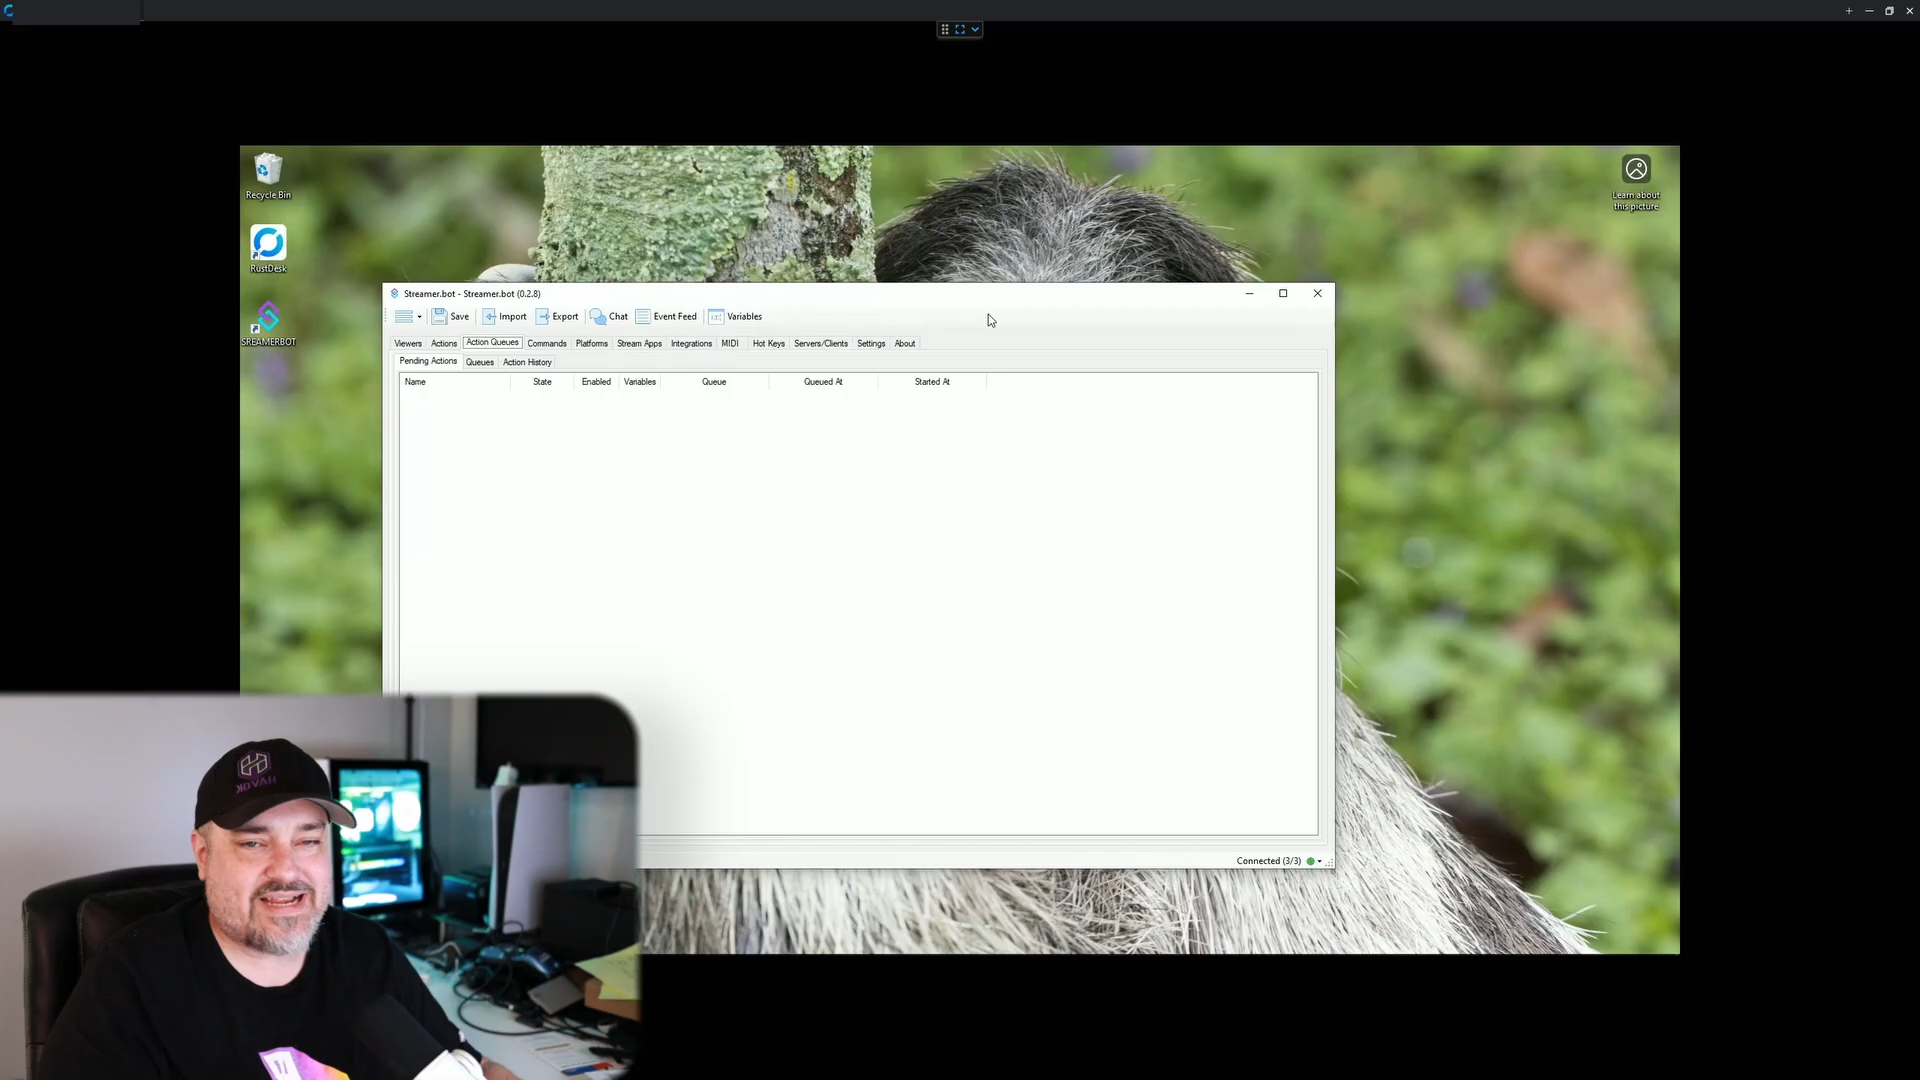 Recycle Bin
RustDesk
SREAMERBOT
Learn about
this picture
Streamer.bot - Streamer.bot (0.2.8)
Save Import Export Chat Event Feed Variables
Viewers Actions Action Queues Commands Platforms Stream Apps Integrations MIDI Hot Keys Servers/Clients Settings About
Pending Actions Queues Action History
Name State Enabled Variables Queue Queued At Started At
Connected (3/3)
HAVOK